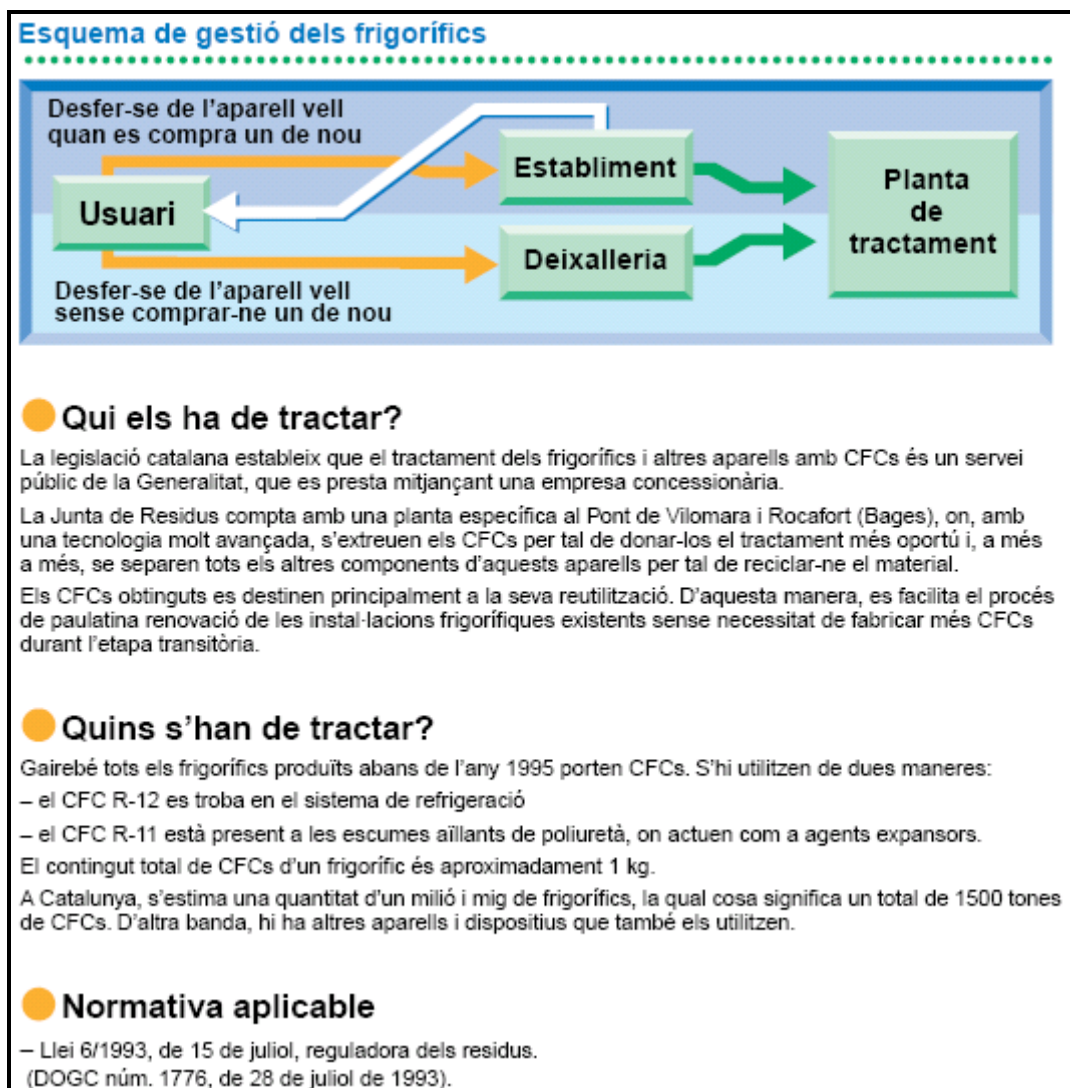 Esquema de gestió dels frigorífics
Desfer-se de l'aparell vell
quan es compra un de nou
Usuari
Establiment
Deixalleria
Planta
de
tractament
Desfer-se de l'aparell vell
sense comprar-ne un de nou
Qui els ha de tractar?
La legislació catalana estableix que el tractament dels frigorífics i altres aparells amb CFCs és un servei
públic de la Generalitat, que es presta mitjançant una empresa concessionària.
La Junta de Residus compta amb una planta específica al Pont de Vilomara i Rocafort (Bages), on, amb
una tecnologia molt avançada, s'extreuen els CFCs per tal de donar-los el tractament més oportú i, a més
a més, se separen tots els altres components d'aquests aparells per tal de reciclar-ne el material.
Els CFCs obtinguts es destinen principalment a la seva reutilització. D'aquesta manera, es facilita el procés
de paulatina renovació de les instal·lacions frigorífiques existents sense necessitat de fabricar més CFCs
durant l'etapa transitòria.
Quins s'han de tractar?
Gairebé tots els frigorífics produïts abans de l'any 1995 porten CFCs. S'hi utilitzen de dues maneres:
– el CFC R-12 es troba en el sistema de refrigeració
– el CFC R-11 està present a les escumes aïllants de poliuretà, on actuen com a agents expansors.
El contingut total de CFCs d'un frigorífic és aproximadament 1 kg.
A Catalunya, s'estima una quantitat d'un milió i mig de frigorífics, la qual cosa significa un total de 1500 tones
de CFCs. D'altra banda, hi ha altres aparells i dispositius que també els utilitzen.
Normativa aplicable
– Llei 6/1993, de 15 de juliol, reguladora dels residus.
(DOGC núm. 1776, de 28 de juliol de 1993).